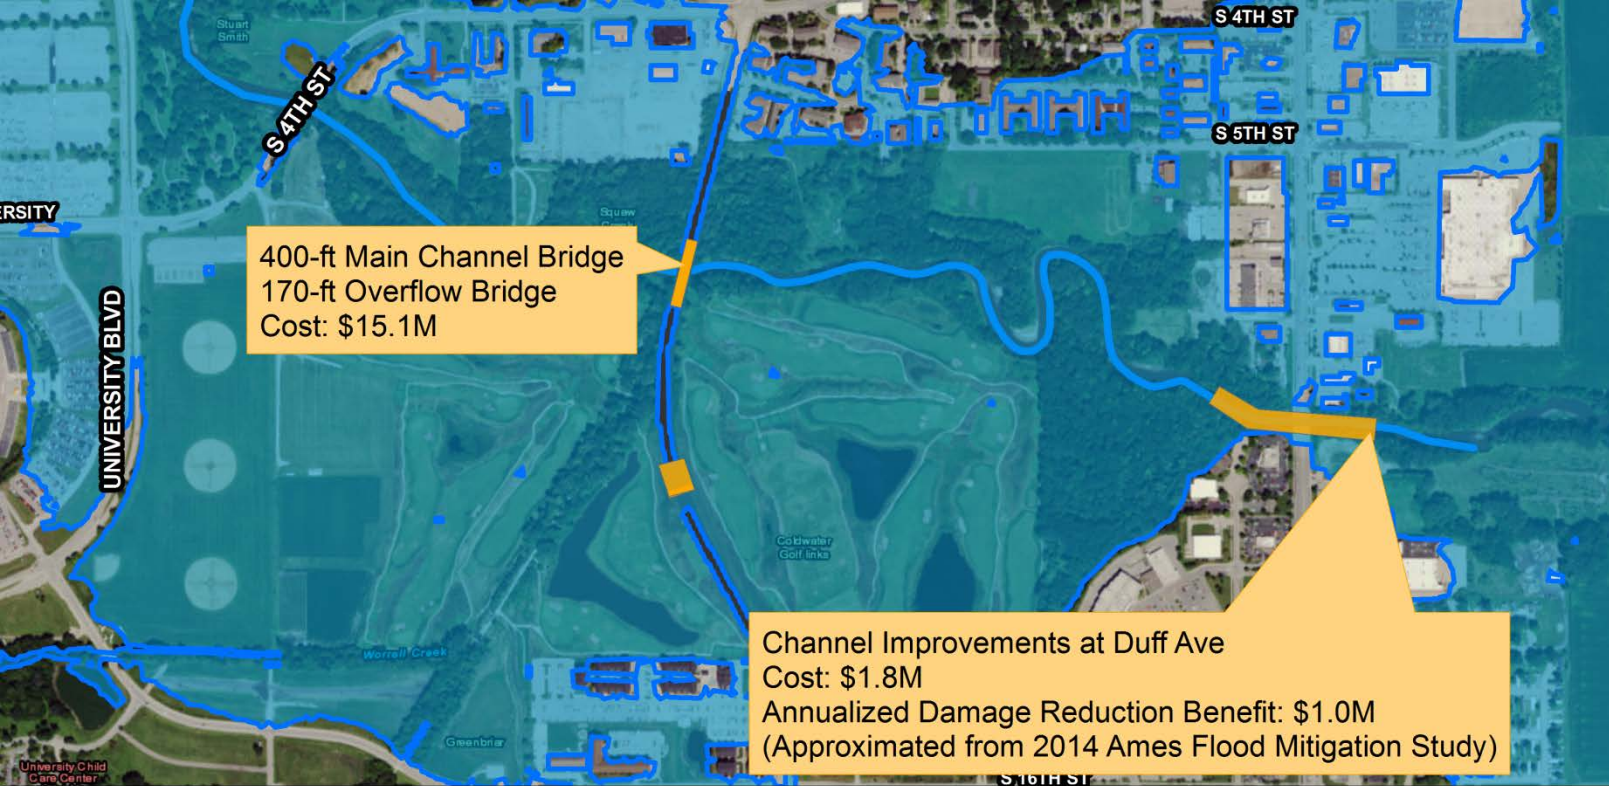 Stuart
Smith
S 4TH ST
S 4TH ST
S 5TH ST
ERSITY
Squaw
UNIVERSITY BLVD
400-ft Main Channel Bridge
170-ft Overflow Bridge
Cost: $15.1M
Coldwater
Golf links
Worrell Creek
Greenbriar
University Child
Care Center
Channel Improvements at Duff Ave
Cost: $1.8M
Annualized Damage Reduction Benefit: $1.0M
(Approximated from 2014 Ames Flood Mitigation Study)
S 16TH ST